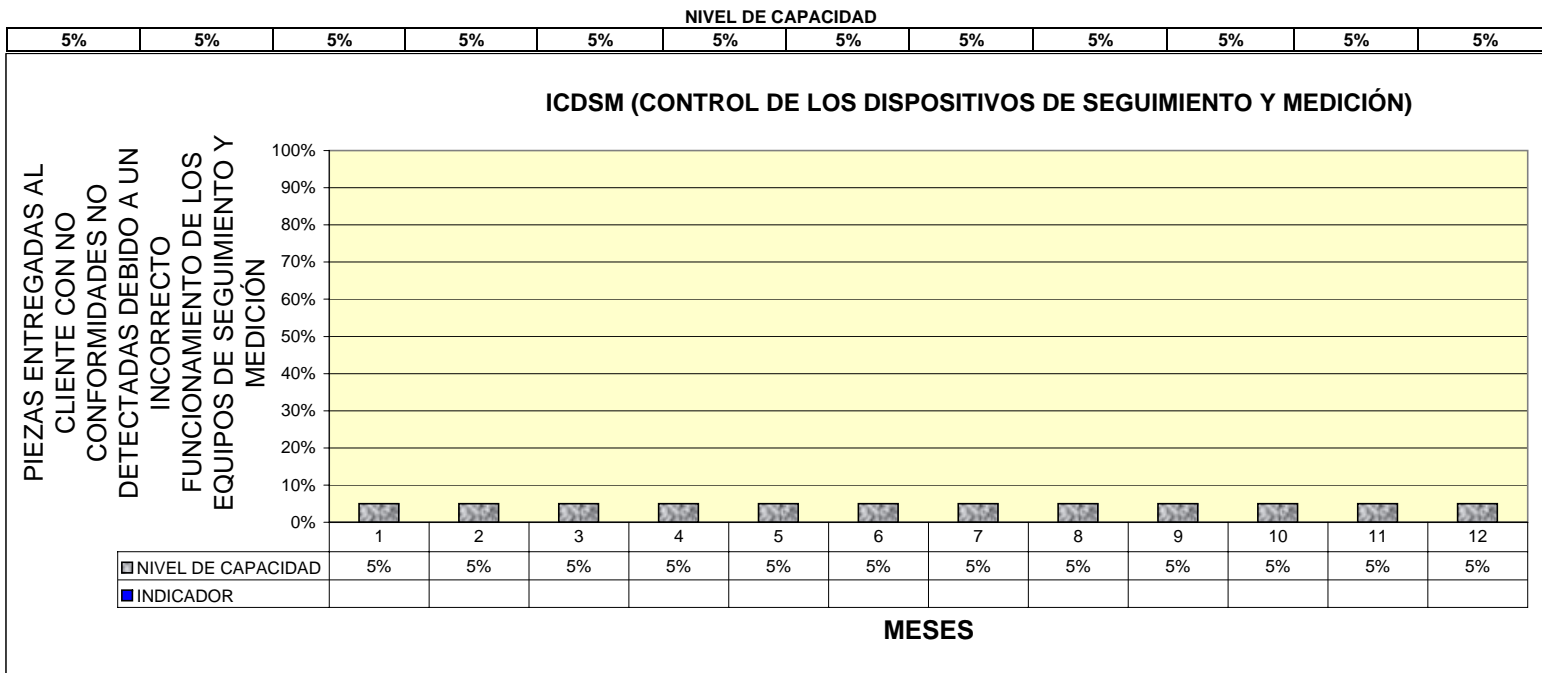 NIVEL DE CAPACIDAD
5% 5% 5% 5% 5% 5% 5% 5% 5% 5% 5% 5%
ICDSM (CONTROL DE LOS DISPOSITIVOS DE SEGUIMIENTO Y MEDICIÓN)
PIEZAS ENTREGADAS AL
CLIENTE CON NO
CONFORMIDADES NO
DETECTADAS DEBIDO A UN
INCORRECTO
FUNCIONAMIENTO DE LOS
EQUIPOS DE SEGUIMIENTO Y
MEDICIÓN
100%
90%
80%
70%
60%
50%
40%
30%
20%
10%
0%
1 2 3 4 5 6 7 8 9 10 11 12
NIVEL DE CAPACIDAD 5% 5% 5% 5% 5% 5% 5% 5% 5% 5% 5% 5%
INDICADOR
MESES